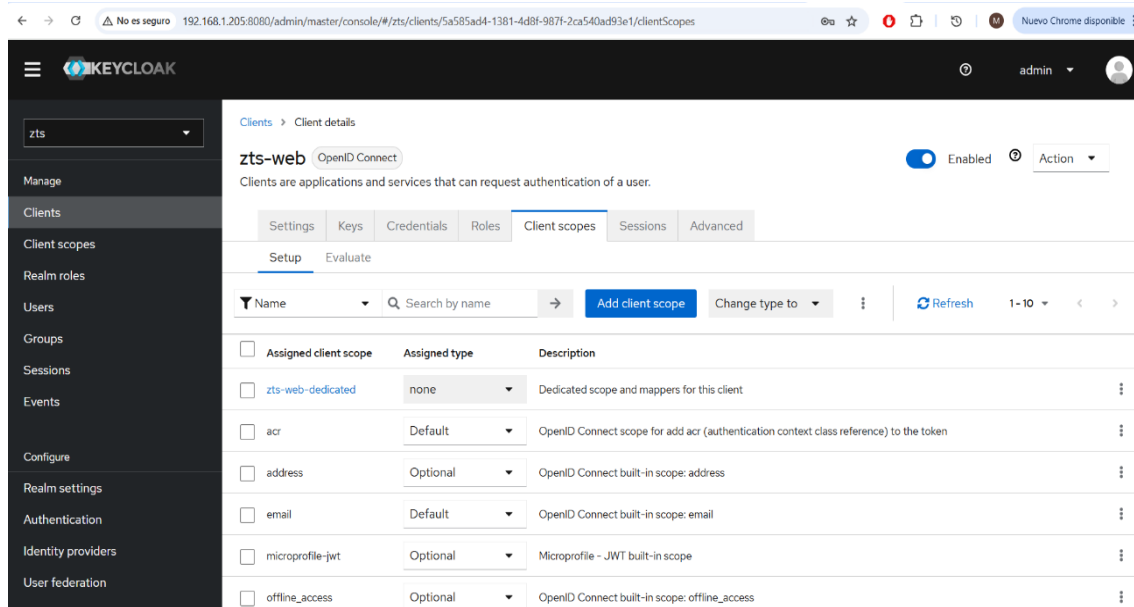 No es seguro 192.168.1.205:8080/admin/master/console/#/zts/clients/5a585ad4-1381-4d8f-987f-2ca540ad93e1/clientScopes M Nuevo Chrome disponible
KEYCLOAK admin
zts
Manage
Clients
Client scopes
Realm roles
Users
Groups
Sessions
Events
Configure
Realm settings
Authentication
Identity providers
User federation
Clients > Client details
zts-web OpenID Connect Enabled Action
Clients are applications and services that can request authentication of a user.
Settings Keys Credentials Roles Client scopes Sessions Advanced
Setup Evaluate
Name Search by name Add client scope Change type to Refresh 1-10
Assigned client scope Assigned type Description
zts-web-dedicated none Dedicated scope and mappers for this client
acr Default OpenID Connect scope for add acr (authentication context class reference) to the token
address Optional OpenID Connect built-in scope: address
email Default OpenID Connect built-in scope: email
microprofile-jwt Optional Microprofile - JWT built-in scope
offline_access Optional OpenID Connect built-in scope: offline_access